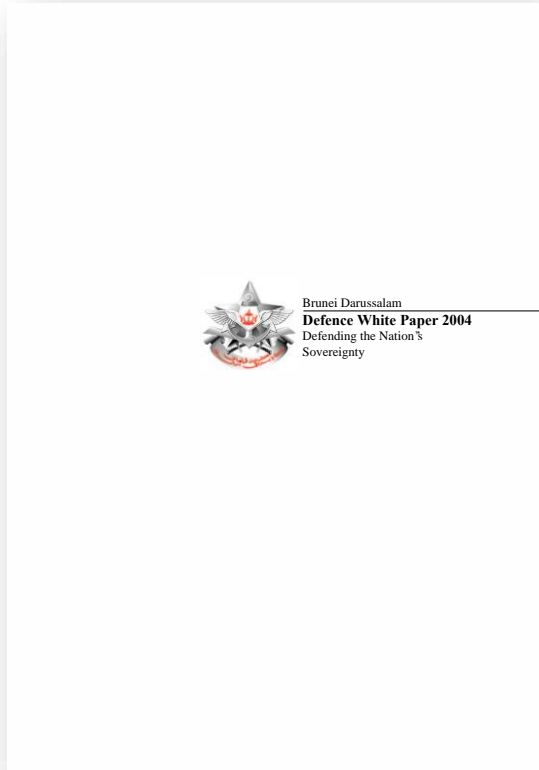 Brunei Darussalam
Defence White Paper 2004
Defending the Nation’s
Sovereignty